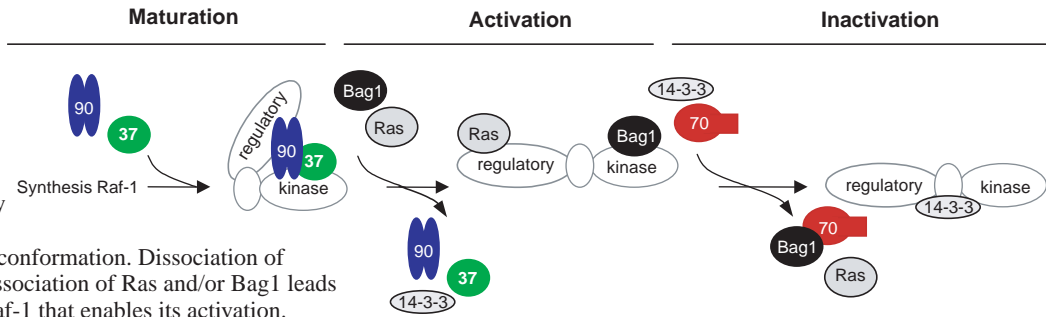 Maturation
Activation
Inactivation
90
37
regulatory
90
37
kinase
Synthesis Raf-1
Bag1
Ras
Ras
Bag1
regulatory
kinase
90
37
14-3-3
14-3-3
70
regulatory
kinase
14-3-3
70
Bag1
Ras
y
conformation. Dissociation of
ssociation of Ras and/or Bag1 leads
af-1 that enables its activation.